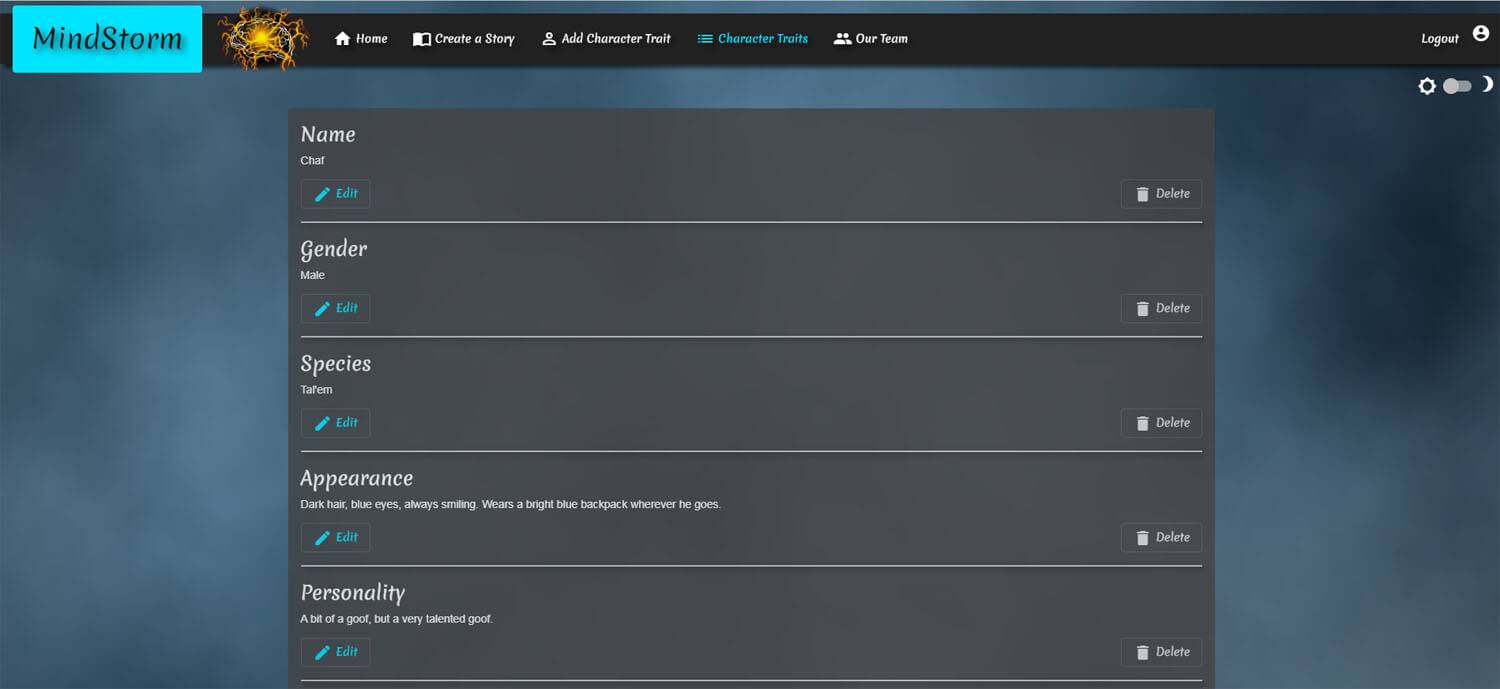 MindStorm
Home Create a Story Add Character Trait Character Traits Our Team Logout
Name
Chaf
Edit Delete
Gender
Male
Edit Delete
Species
Tal'em
Edit Delete
Appearance
Dark hair, blue eyes, always smiling. Wears a bright blue backpack wherever he goes.
Edit Delete
Personality
A bit of a goof, but a very talented goof.
Edit Delete